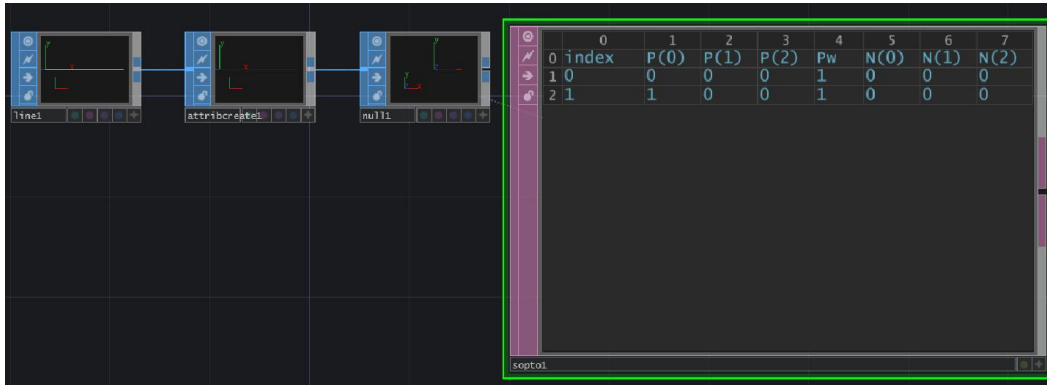 0 1 2 3 4 5 6 7
0 index P(0) P(1) P(2) Pw N(0) N(1) N(2)
1 0 0 0 0 1 0 0 0
2 1 1 0 0 1 0 0 0
line1
attribcreate1
null1
sopto1